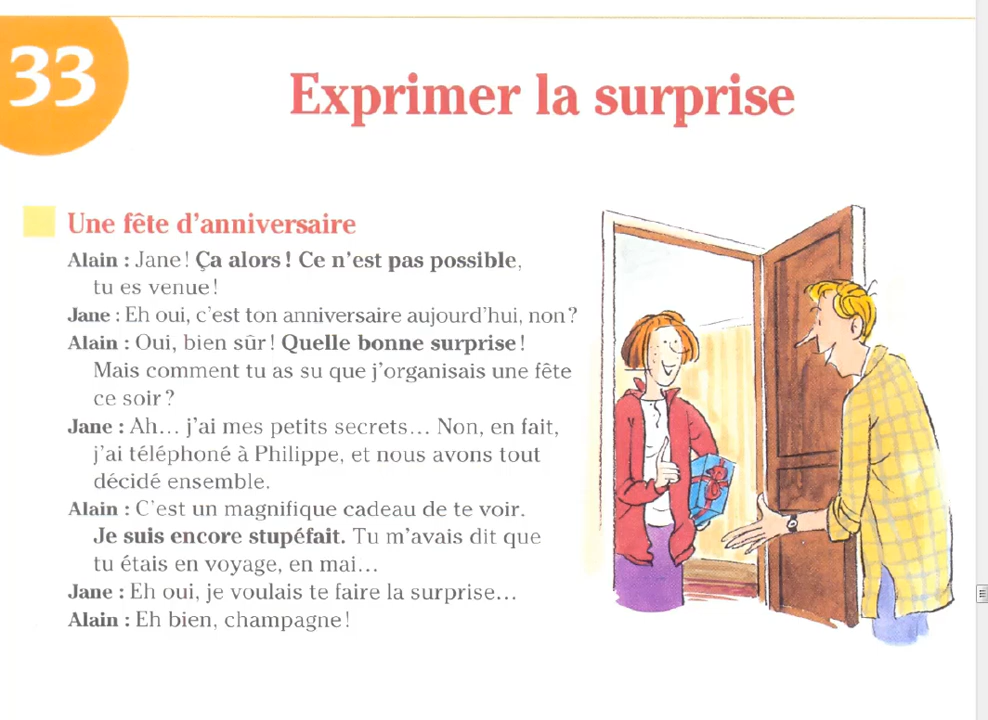 33
Exprimer la surprise
Une fête d'anniversaire
Alain : Jane ! Ça alors ! Ce n'est pas possible,
tu es venue !
Jane : Eh oui, c'est ton anniversaire aujourd'hui, non ?
Alain : Oui, bien sûr ! Quelle bonne surprise !
Mais comment tu as su que j'organisais une fête
ce soir ?
Jane : Ah... j'ai mes petits secrets... Non, en fait,
j'ai téléphoné à Philippe, et nous avons tout
décidé ensemble.
Alain : C'est un magnifique cadeau de te voir.
Je suis encore stupéfait. Tu m'avais dit que
tu étais en voyage, en mai...
Jane : Eh oui, je voulais te faire la surprise...
Alain : Eh bien, champagne !